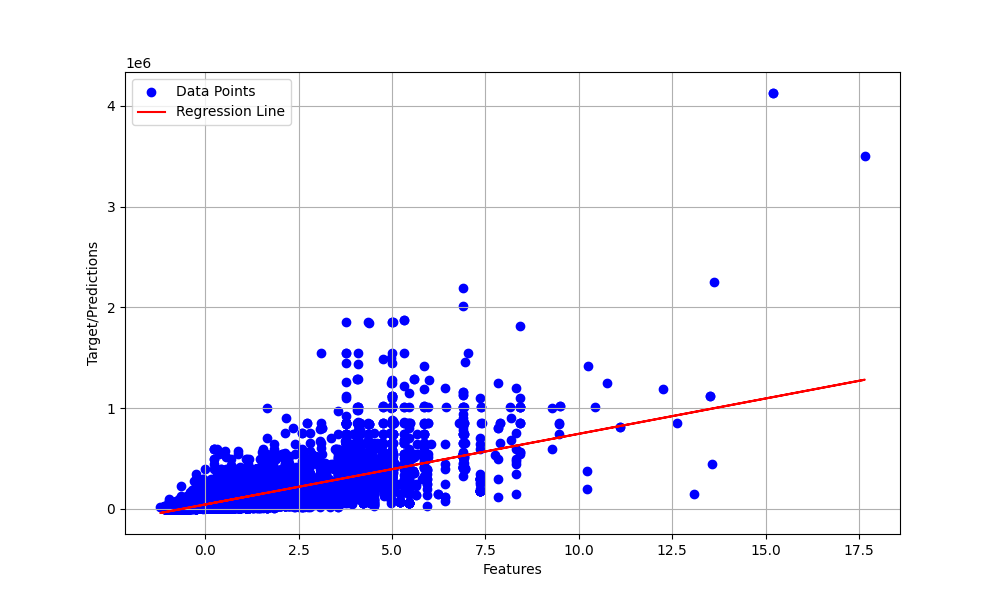 1e6
Data Points
Regression Line
4
3
2
1
0
Target/Predictions
0.0 2.5 5.0 7.5 10.0 12.5 15.0 17.5
Features